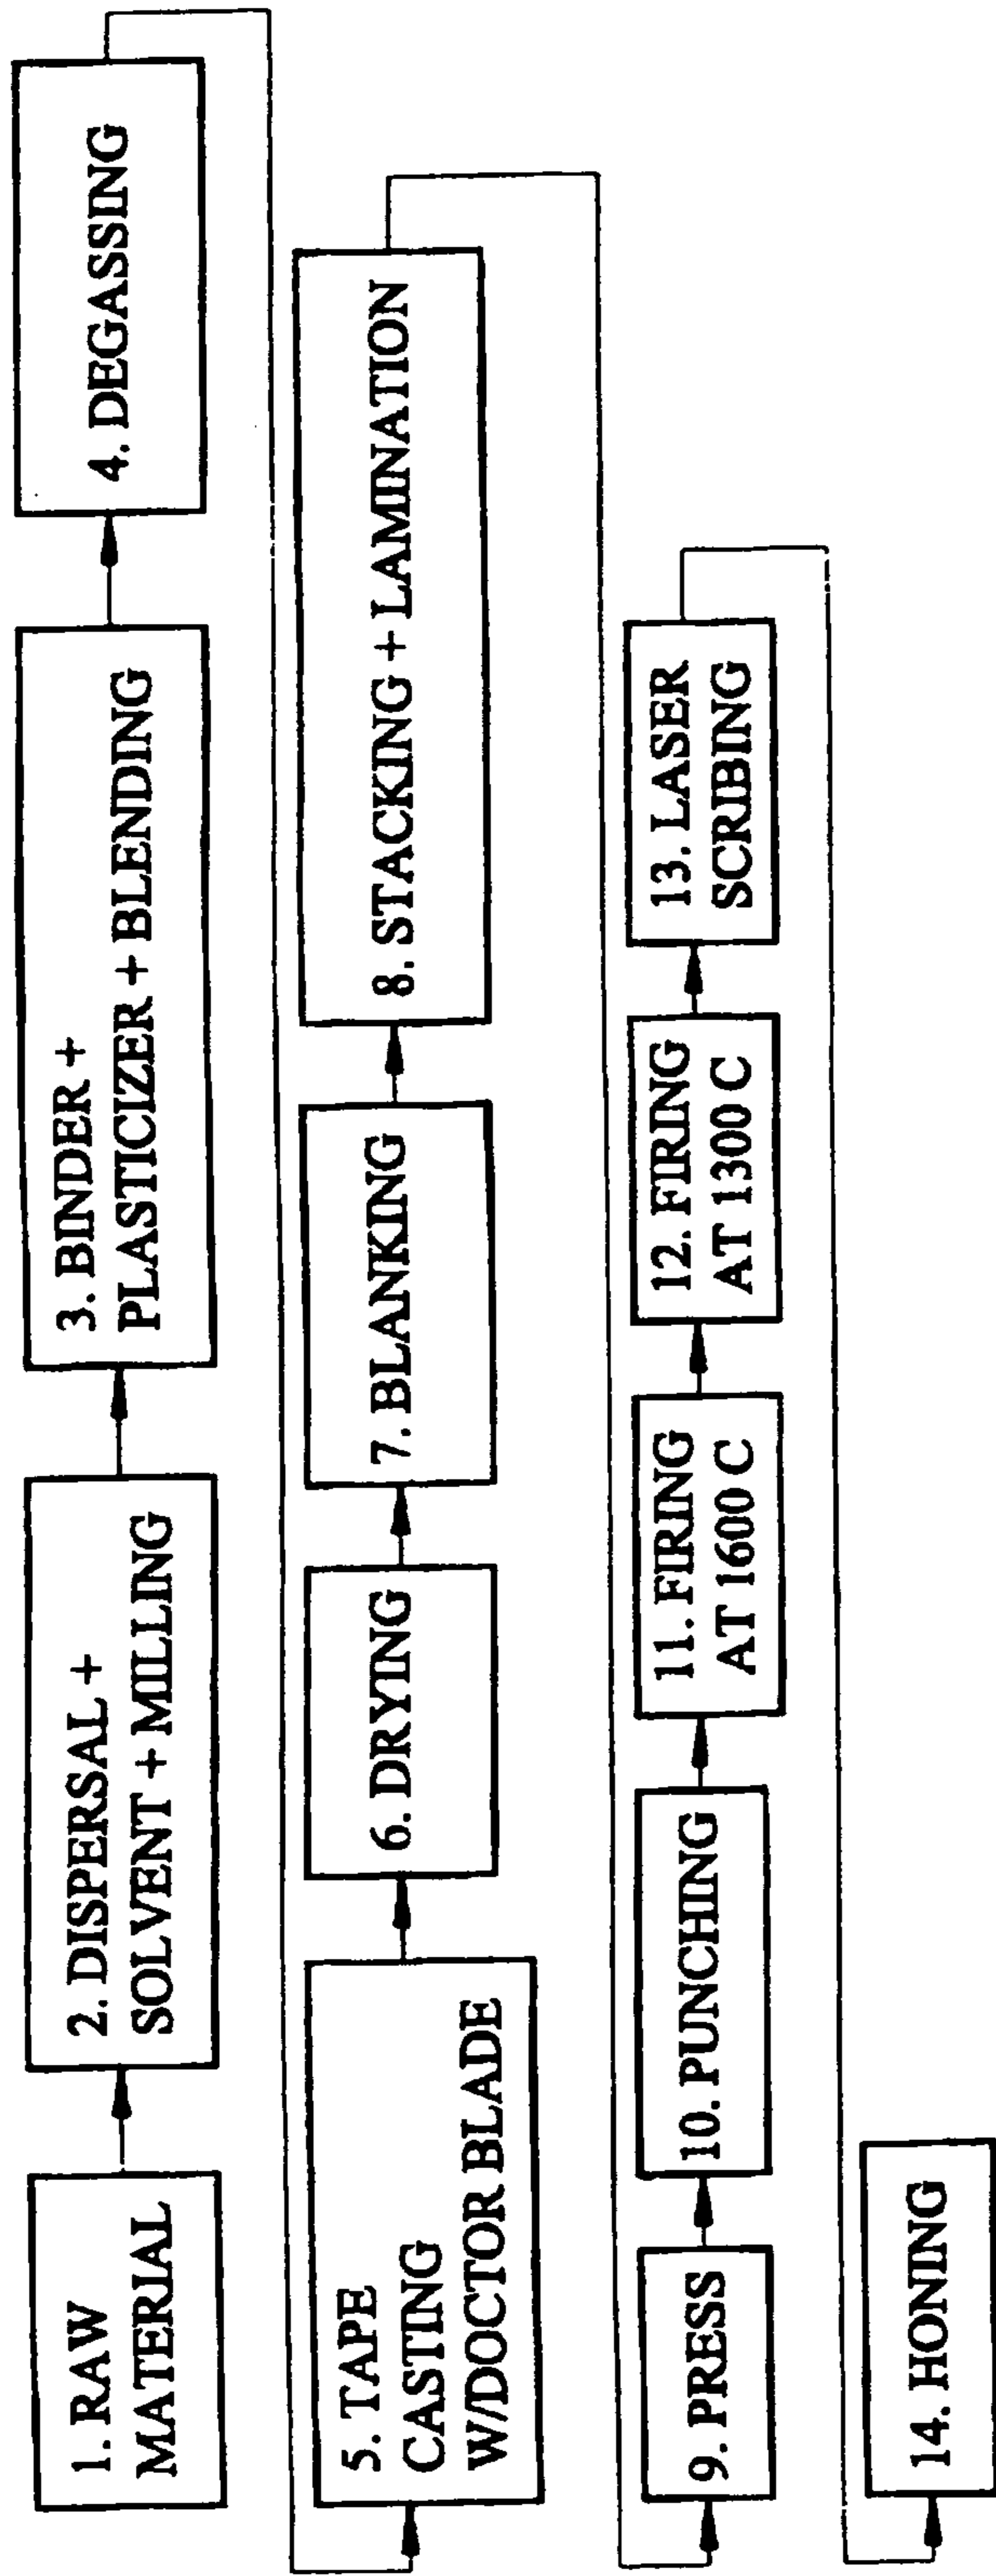 1. RAW
MATERIAL
2. DISPERSAL +
SOLVENT + MILLING
3. BINDER +
PLASTICIZER + BLENDING
4. DEGASSING
5. TAPE
CASTING
W/DOCTOR BLADE
6. DRYING
7. BLANKING
8. STACKING + LAMINATION
9. PRESS
10. PUNCHING
11. FIRING
AT 1600 C
12. FIRING
AT 1300 C
13. LASER
SCRIBING
14. HONING